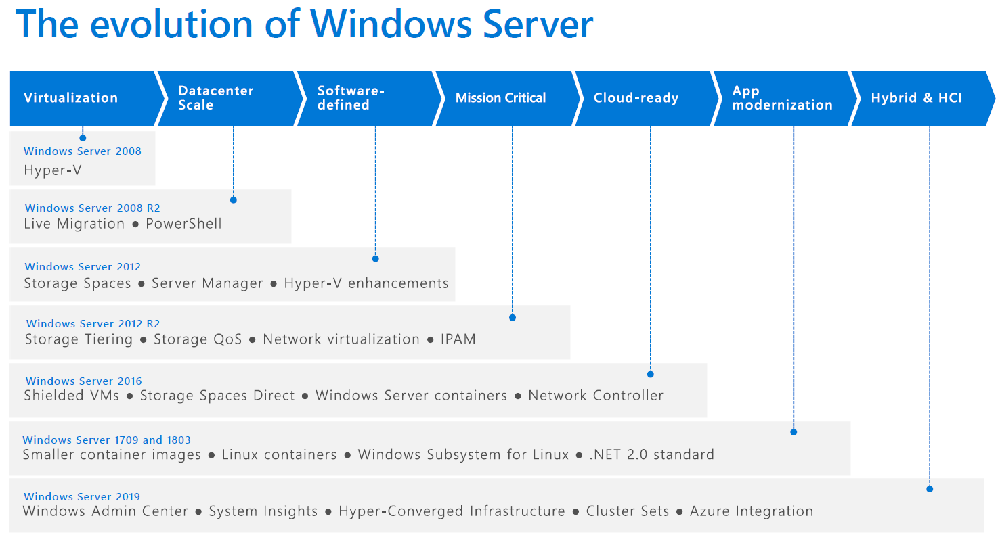 The evolution of Windows Server
Virtualization
Datacenter
Scale
Software-
defined
Mission Critical
Cloud-ready
App
modernization
Hybrid & HCI
Windows Server 2008
Hyper-V
Windows Server 2008 R2
Live Migration ● PowerShell
Windows Server 2012
Storage Spaces ● Server Manager ● Hyper-V enhancements
Windows Server 2012 R2
Storage Tiering ● Storage QoS ● Network virtualization ● IPAM
Windows Server 2016
Shielded VMs ● Storage Spaces Direct ● Windows Server containers ● Network Controller
Windows Server 1709 and 1803
Smaller container images ● Linux containers ● Windows Subsystem for Linux ● .NET 2.0 standard
Windows Server 2019
Windows Admin Center ● System Insights ● Hyper-Converged Infrastructure ● Cluster Sets ● Azure Integration